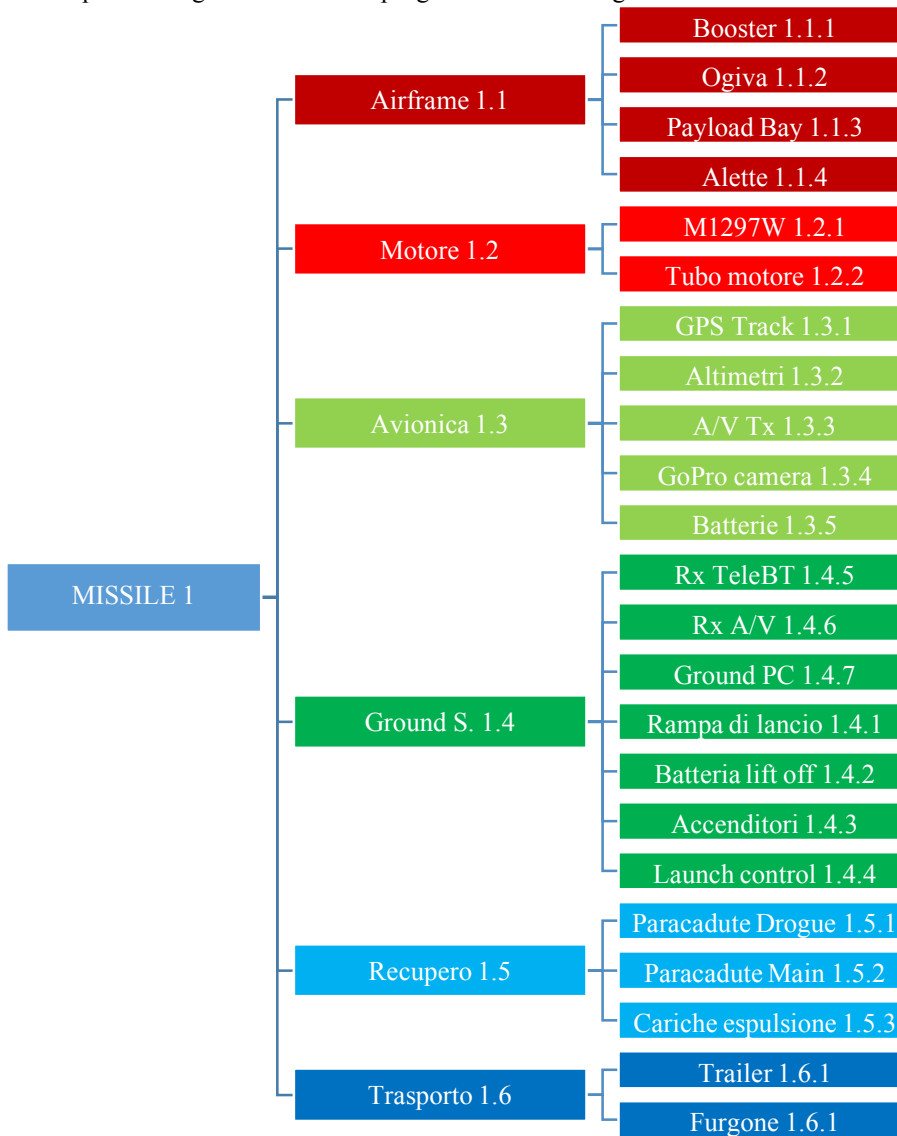 MISSILE 1
Airframe 1.1
Booster 1.1.1
Ogiva 1.1.2
Payload Bay 1.1.3
Alette 1.1.4
Motore 1.2
M1297W 1.2.1
Tubo motore 1.2.2
Avionica 1.3
GPS Track 1.3.1
Altimetri 1.3.2
A/V Tx 1.3.3
GoPro camera 1.3.4
Batterie 1.3.5
Ground S. 1.4
Rx TeleBT 1.4.5
Rx A/V 1.4.6
Ground PC 1.4.7
Rampa di lancio 1.4.1
Batteria lift off 1.4.2
Accenditori 1.4.3
Launch control 1.4.4
Recupero 1.5
Paracadute Drogue 1.5.1
Paracadute Main 1.5.2
Cariche espulsione 1.5.3
Trasporto 1.6
Trailer 1.6.1
Furgone 1.6.1